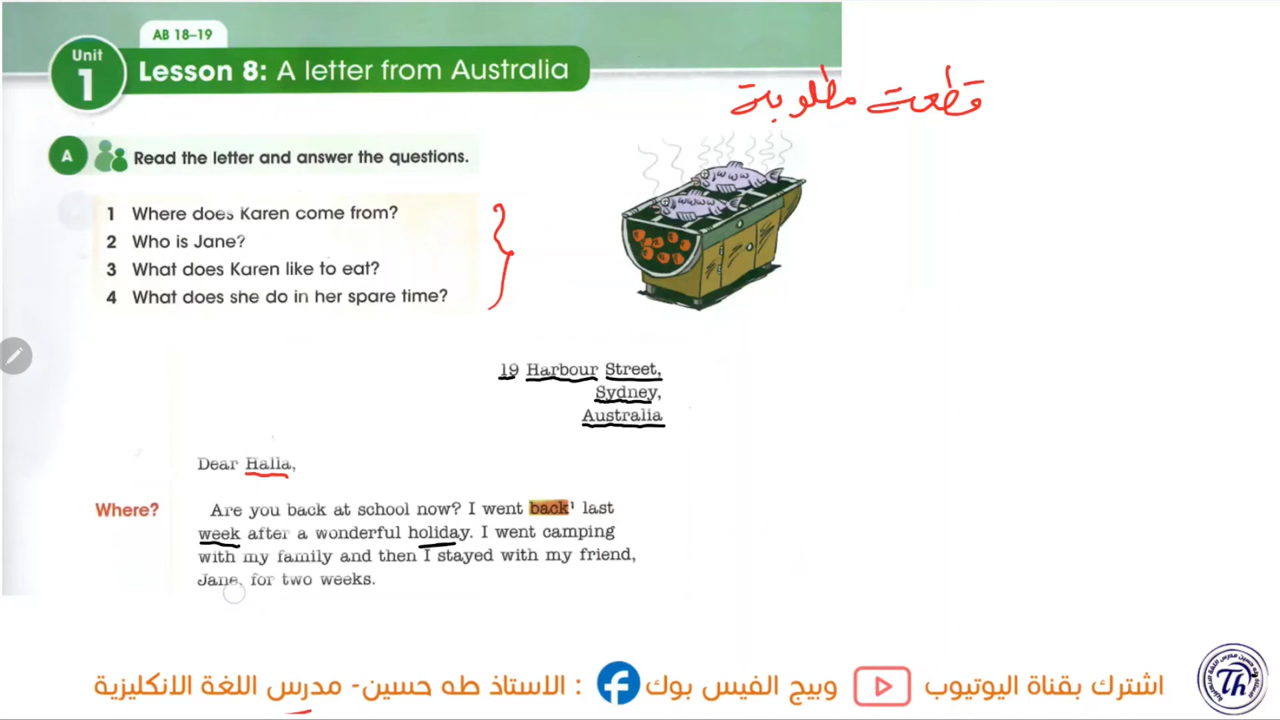 AB 18–19
Unit
1
Lesson 8: A letter from Australia
قطعة مطلوبة
A
Read the letter and answer the questions.
1 Where does Karen come from?
2 Who is Jane?
3 What does Karen like to eat?
4 What does she do in her spare time?
19 Harbour Street,
Sydney,
Australia
Dear Halla,
Where?
Are you back at school now? I went back¹ last
week after a wonderful holiday. I went camping
with my family and then I stayed with my friend,
Jane, for two weeks.
اشترك بقناة اليوتيوب وبيج الفيس بوك : الاستاذ طه حسين- مدرس اللغة الانكليزية
Th